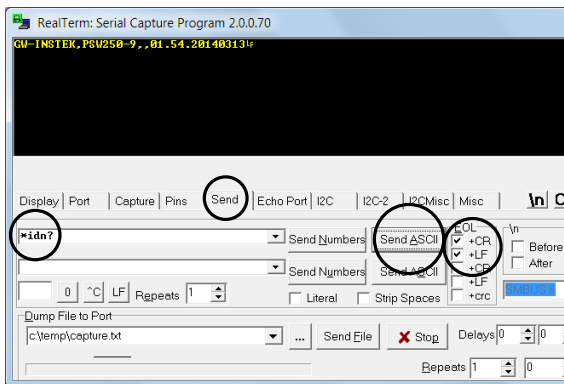 RealTerm: Serial Capture Program 2.0.0.70
GW-INSTEK,PSW250-9,,01.54.20140313LF
Display Port Capture Pins Send Echo Port I2C I2C-2 I2CMisc Misc \n
*idn? Send Numbers Send ASCII
EOL
+CR
+LF
\n
Before
After
Send Numbers Send ASCII
+CR
+LF
+crc
SMBUS 8
0 ^C LF Repeats 1 Literal Strip Spaces
Dump File to Port
c:\temp\capture.txt ... Send File Stop Delays 0 0
Repeats 1 0